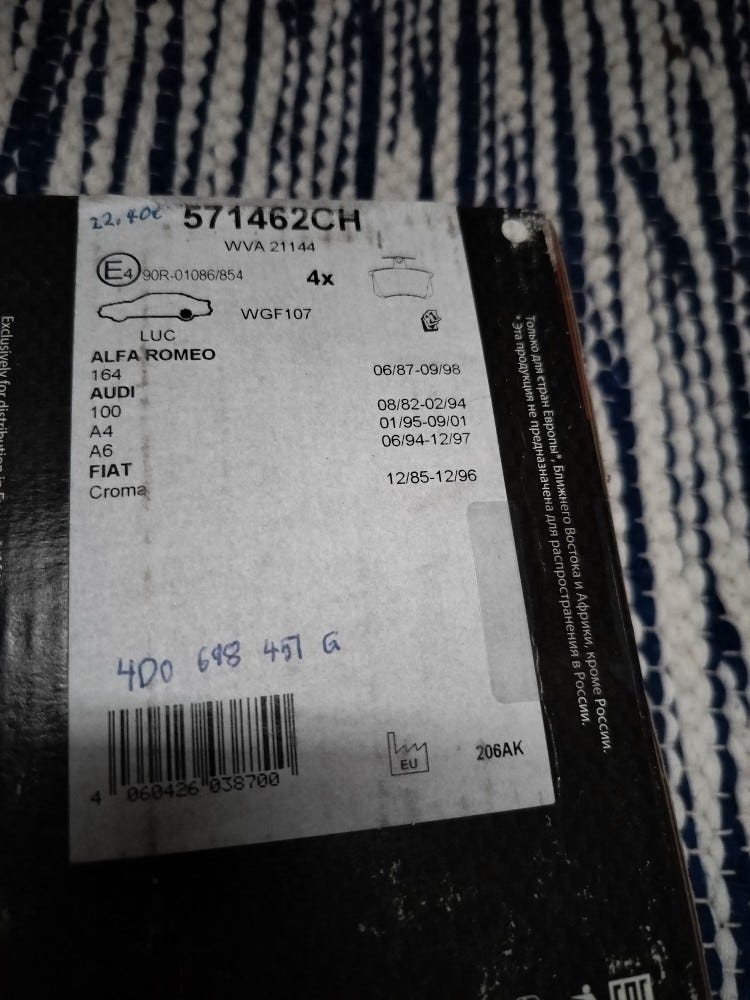 22,40€
571462CH
WVA 21144
E4 90R-01086/854
4x
WGF107
LUC
ALFA ROMEO
164 06/87-09/98
AUDI
100 08/82-02/94
A4 01/95-09/01
A6 06/94-12/97
FIAT
Croma 12/85-12/96
4D0 698 451 G
4 060426 038700
EU
206AK
Exclusively for distribution in
Только для стран Европы*, Ближнего Востока и Африки, кроме России.
*Эта продукция не предназначена для распространения в России.
EAC